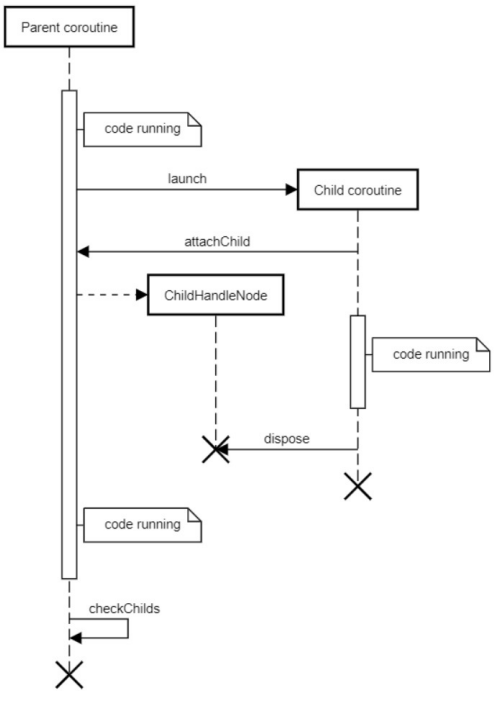 Parent coroutine
code running
launch
Child coroutine
attachChild
ChildHandleNode
code running
dispose
code running
checkChilds